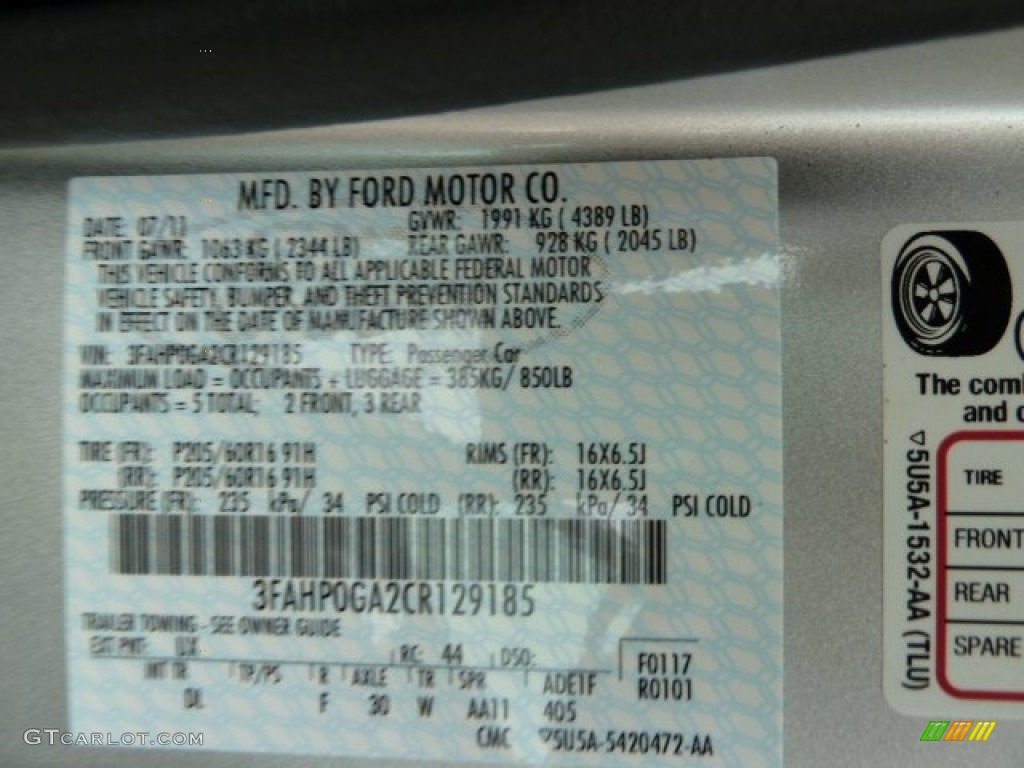 MFD. BY FORD MOTOR CO.
DATE: 07/11 GVWR: 1991 KG ( 4389 LB)
FRONT GAWR: 1063 KG ( 2344 LB) REAR GAWR: 928 KG ( 2045 LB)
THIS VEHICLE CONFORMS TO ALL APPLICABLE FEDERAL MOTOR
VEHICLE SAFETY, BUMPER, AND THEFT PREVENTION STANDARDS
IN EFFECT ON THE DATE OF MANUFACTURE SHOWN ABOVE.
VIN: 3FAHP0GA2CR129185 TYPE: Passenger Car
MAXIMUM LOAD = OCCUPANTS + LUGGAGE = 385KG/ 850LB
OCCUPANTS = 5 TOTAL; 2 FRONT, 3 REAR
TIRE (FR): P205/60R16 91H RIMS (FR): 16X6.5J
(RR): P205/60R16 91H (RR): 16X6.5J
PRESSURE (FR): 235 kPa/ 34 PSI COLD (RR): 235 kPa/ 34 PSI COLD
3FAHP0GA2CR129185
TRAILER TOWING - SEE OWNER GUIDE
EXT PNT: UX RC: 44 DSO: F0117
INT TR TP/PS R AXLE TR SPR ADE1F R0101
DL F 30 W AA11 405
CMC 5U5A-5420472-AA
The comb
and c
TIRE
FRONT
REAR
SPARE
5U5A-1532-AA (TLU)
GTCARLOT.COM